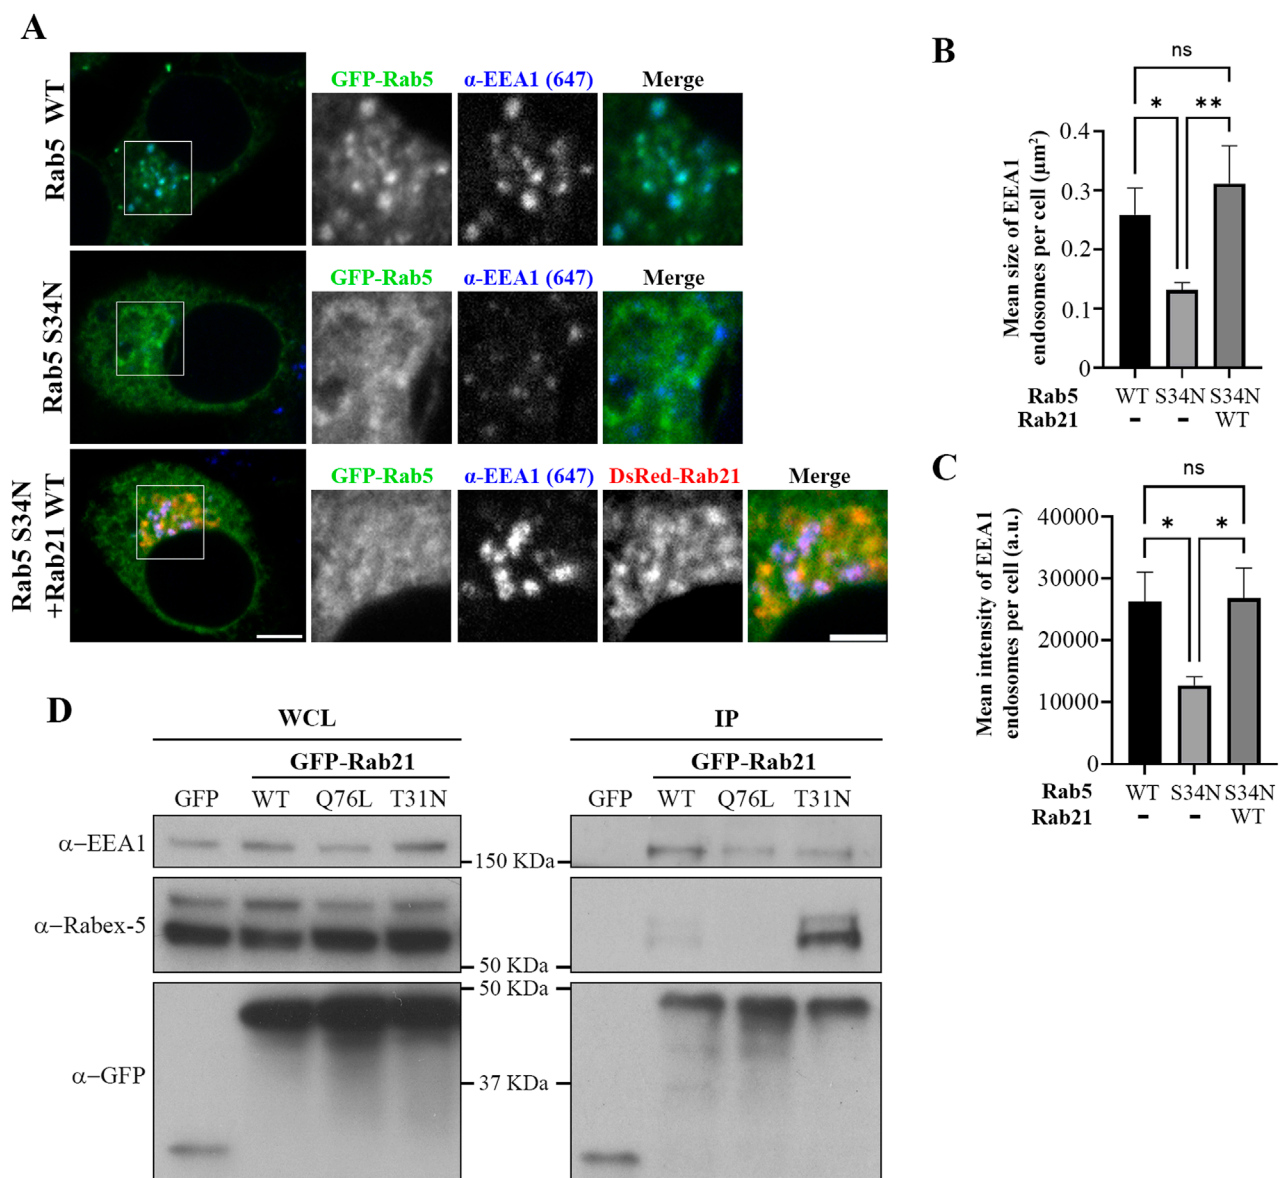 A
Rab5 WT
GFP-Rab5
α-EEA1 (647)
Merge
Rab5 S34N
GFP-Rab5
α-EEA1 (647)
Merge
Rab5 S34N
+Rab21 WT
GFP-Rab5
α-EEA1 (647)
DsRed-Rab21
Merge
B
ns
* **
Mean size of EEA1
endosomes per cell (μm²)
0.4
0.3
0.2
0.1
0
Rab5 WT S34N S34N
Rab21 - - WT
C
ns
* *
Mean intensity of EEA1
endosomes per cell (a.u.)
40000
30000
20000
10000
0
Rab5 WT S34N S34N
Rab21 - - WT
D
WCL
IP
GFP-Rab21
GFP-Rab21
GFP WT Q76L T31N
GFP WT Q76L T31N
α−EEA1
150 KDa
α−Rabex-5
50 KDa
50 KDa
α−GFP
37 KDa